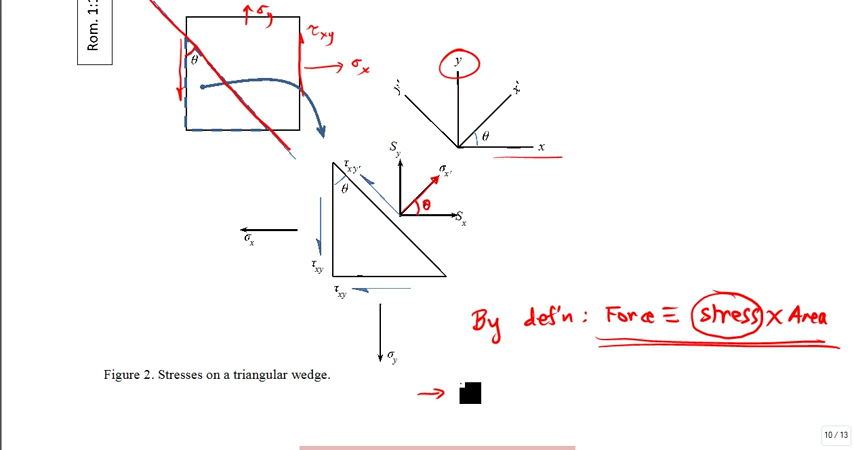 Rom. 1:
σy
τxy
σx
θ
y
y'
x'
θ
x
Sy
τx'y'
σx'
θ
θ
Sx
σx
τxy
τxy
By def'n : Force ≡ stress × Area
σy
Figure 2. Stresses on a triangular wedge.
→
10 / 13